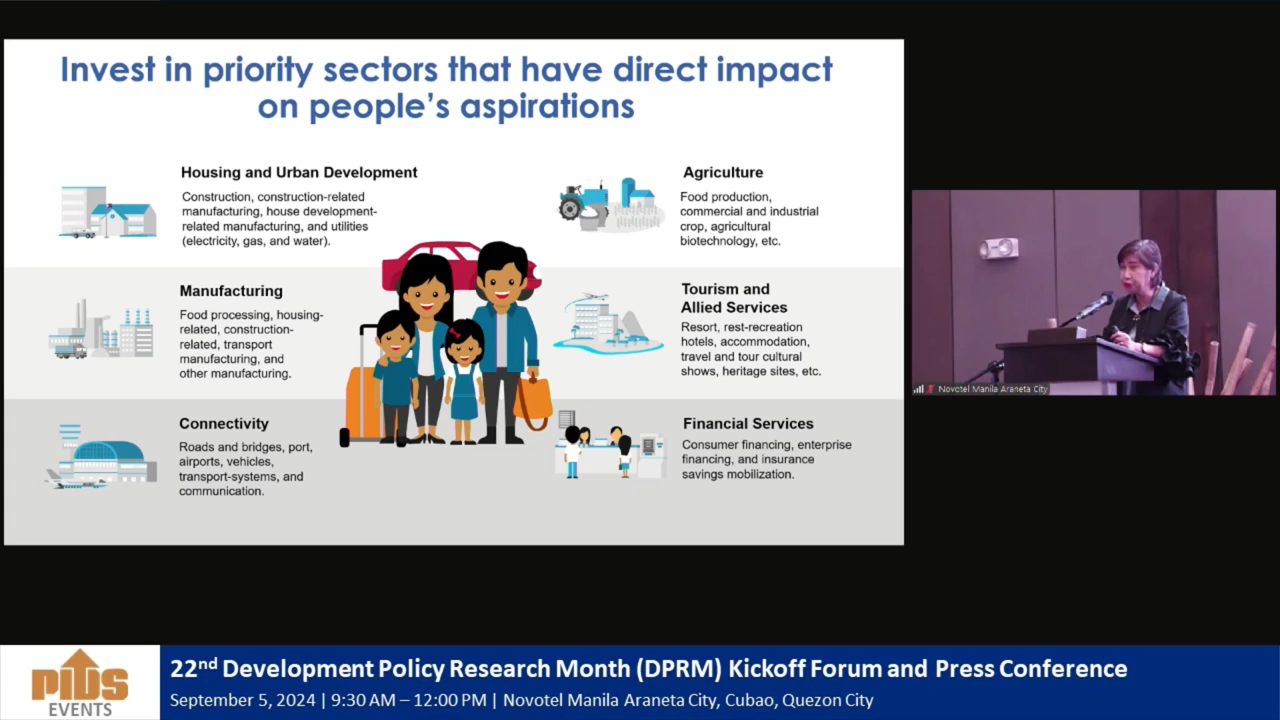 Invest in priority sectors that have direct impact
on people's aspirations
Housing and Urban Development
Construction, construction-related
manufacturing, house development-
related manufacturing, and utilities
(electricity, gas, and water).
Manufacturing
Food processing, housing-
related, construction-
related, transport
manufacturing, and
other manufacturing.
Connectivity
Roads and bridges, port,
airports, vehicles,
transport-systems, and
communication.
Agriculture
Food production,
commercial and industrial
crop, agricultural
biotechnology, etc.
Tourism and
Allied Services
Resort, rest-recreation
hotels, accommodation,
travel and tour cultural
shows, heritage sites, etc.
Financial Services
Consumer financing, enterprise
financing, and insurance
savings mobilization.
Novotel Manila Araneta City
pids
EVENTS
22nd Development Policy Research Month (DPRM) Kickoff Forum and Press Conference
September 5, 2024 | 9:30 AM – 12:00 PM | Novotel Manila Araneta City, Cubao, Quezon City